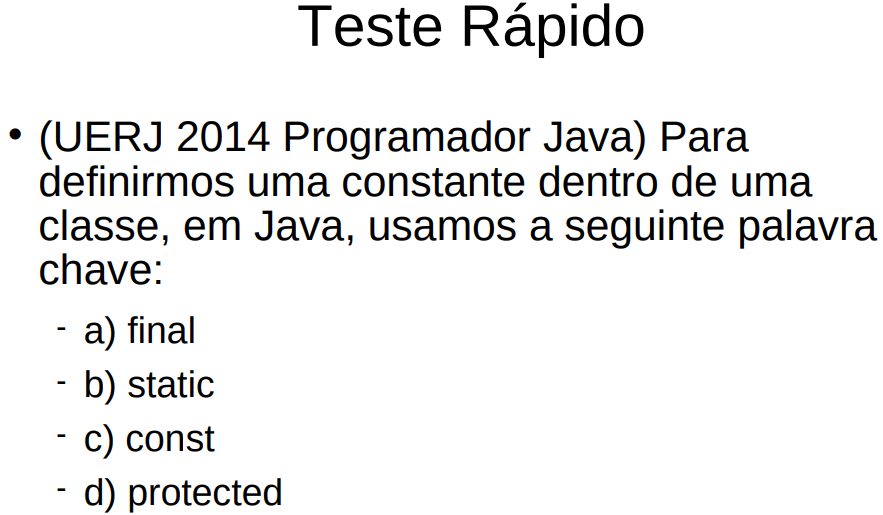 Teste Rápido
• (UERJ 2014 Programador Java) Para
definirmos uma constante dentro de uma
classe, em Java, usamos a seguinte palavra
chave:
- a) final
- b) static
- c) const
- d) protected